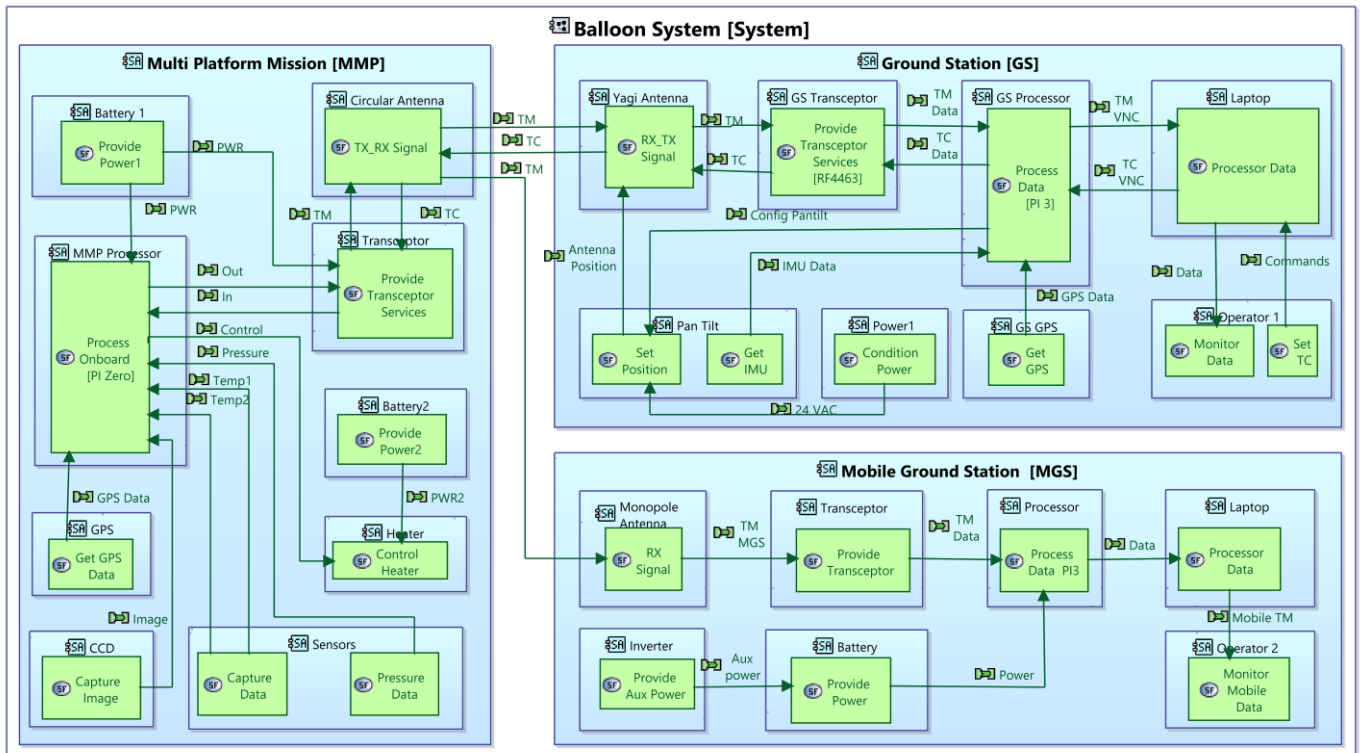 Balloon System [System]
Multi Platform Mission [MMP]
Battery 1
Provide
Power1
PWR
PWR
Circular Antenna
TX_RX Signal
TM
TC
TM
TM
TC
MMP Processor
Process
Onboard
[PI Zero]
Out
In
Control
Pressure
Temp1
Temp2
Transceptor
Provide
Transceptor
Services
Battery2
Provide
Power2
PWR2
Heater
Control
Heater
GPS Data
GPS
Get GPS
Data
Image
CCD
Capture
Image
Sensors
Capture
Data
Pressure
Data
Ground Station [GS]
Yagi Antenna
RX_TX
Signal
TM
TC
GS Transceptor
Provide
Transceptor
Services
[RF4463]
TM
Data
TC
Data
GS Processor
Process
Data
[PI 3]
TM
VNC
TC
VNC
Laptop
Processor Data
Config Pantilt
Antenna
Position
IMU Data
GPS Data
Data
Commands
Pan Tilt
Set
Position
Get
IMU
Power1
Condition
Power
24 VAC
GS GPS
Get
GPS
Operator 1
Monitor
Data
Set
TC
Mobile Ground Station [MGS]
Monopole
Antenna
RX
Signal
TM
MGS
Transceptor
Provide
Transceptor
TM
Data
Processor
Process
Data PI3
Data
Laptop
Processor
Data
Mobile TM
Inverter
Provide
Aux Power
Aux
power
Battery
Provide
Power
Power
Operator 2
Monitor
Mobile
Data
SA
SF